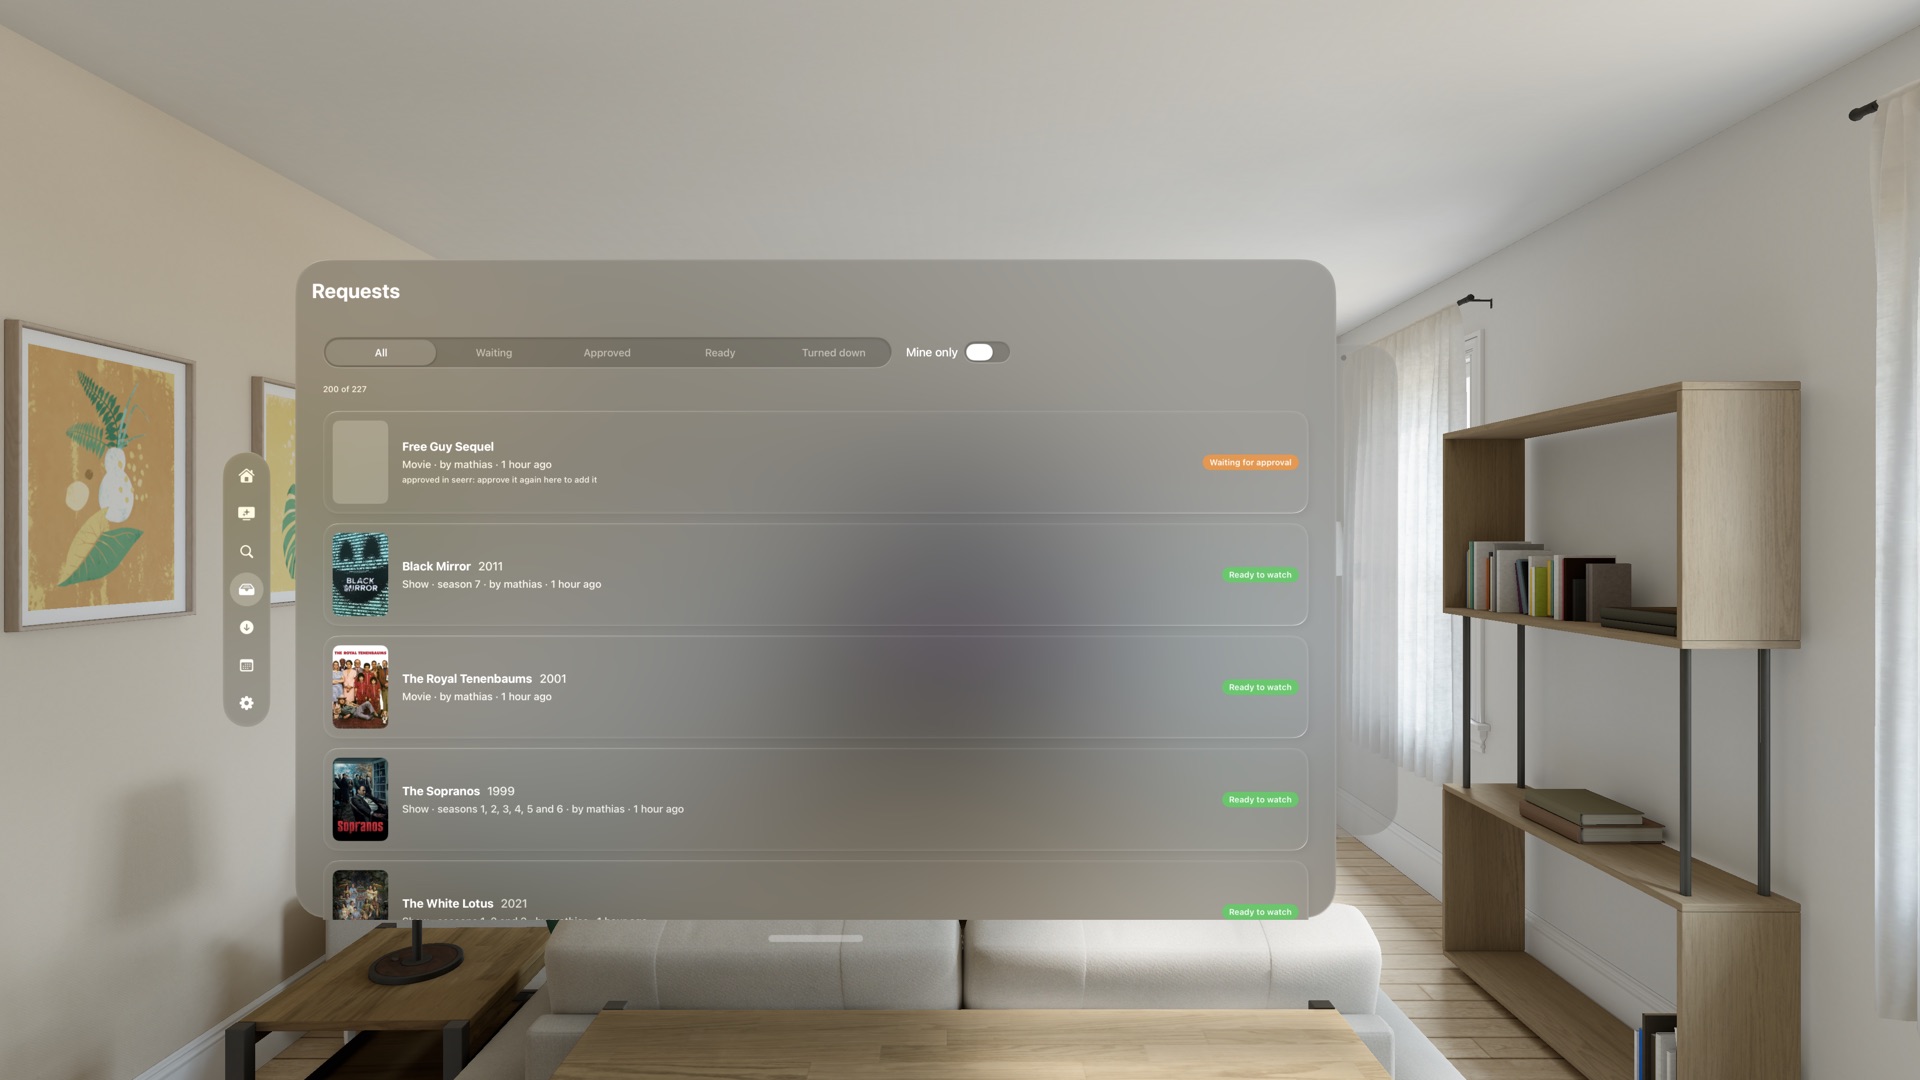 Requests
All
Waiting
Approved
Ready
Turned down
Mine only
200 of 227
Free Guy Sequel
Movie · by mathias · 1 hour ago
approved in seerr: approve it again here to add it
Waiting for approval
BLACK
MIRROR
Black Mirror 2011
Show · season 7 · by mathias · 1 hour ago
Ready to watch
THE ROYAL TENENBAUMS
The Royal Tenenbaums 2001
Movie · by mathias · 1 hour ago
Ready to watch
Sopranos
The Sopranos 1999
Show · seasons 1, 2, 3, 4, 5 and 6 · by mathias · 1 hour ago
Ready to watch
The White Lotus 2021
Ready to watch